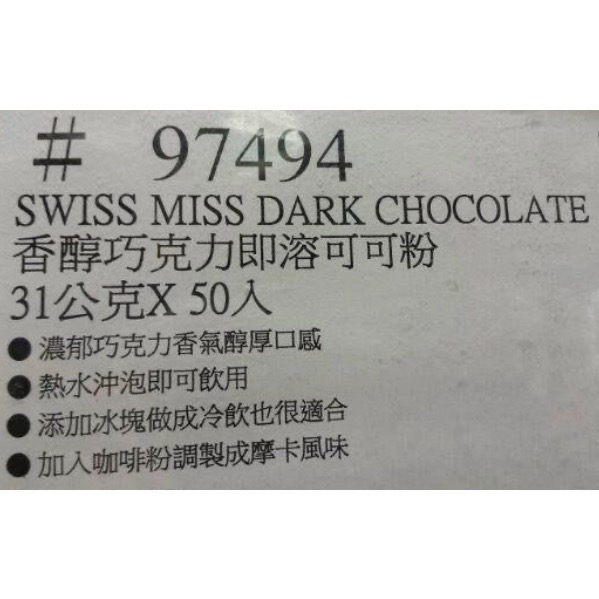 # 97494
SWISS MISS DARK CHOCOLATE
香醇巧克力即溶可可粉
31公克X 50入
●濃郁巧克力香氣醇厚口感
●熱水沖泡即可飲用
●添加冰塊做成冷飲也很適合
●加入咖啡粉調製成摩卡風味